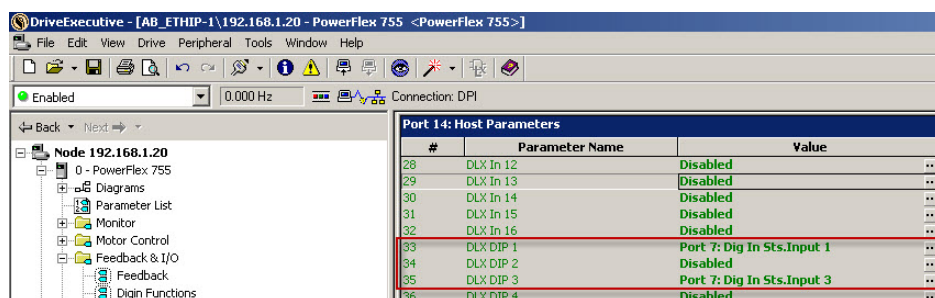 DriveExecutive - [AB_ETHIP-1\192.168.1.20 - PowerFlex 755 <PowerFlex 755>]
File Edit View Drive Peripheral Tools Window Help
Enabled 0.000 Hz Connection: DPI
Back Next
Node 192.168.1.20
0 - PowerFlex 755
Diagrams
Parameter List
Monitor
Motor Control
Feedback & I/O
Feedback
Digin Functions
Port 14: Host Parameters
# Parameter Name Value
28 DLX In 12 Disabled
29 DLX In 13 Disabled
30 DLX In 14 Disabled
31 DLX In 15 Disabled
32 DLX In 16 Disabled
33 DLX DIP 1 Port 7: Dig In Sts.Input 1
34 DLX DIP 2 Disabled
35 DLX DIP 3 Port 7: Dig In Sts.Input 3
36 DLX DIP 4 Disabled